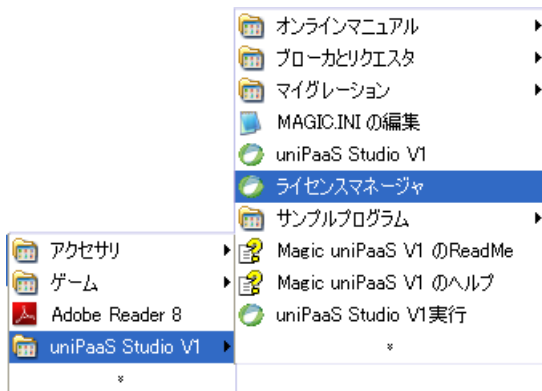 オンラインマニュアル
ブローカとリクエスタ
マイグレーション
MAGIC.INI の編集
uniPaaS Studio V1
ライセンスマネージャ
サンプルプログラム
Magic uniPaaS V1 のReadMe
Magic uniPaaS V1 のヘルプ
uniPaaS Studio V1実行
アクセサリ
ゲーム
Adobe Reader 8
uniPaaS Studio V1